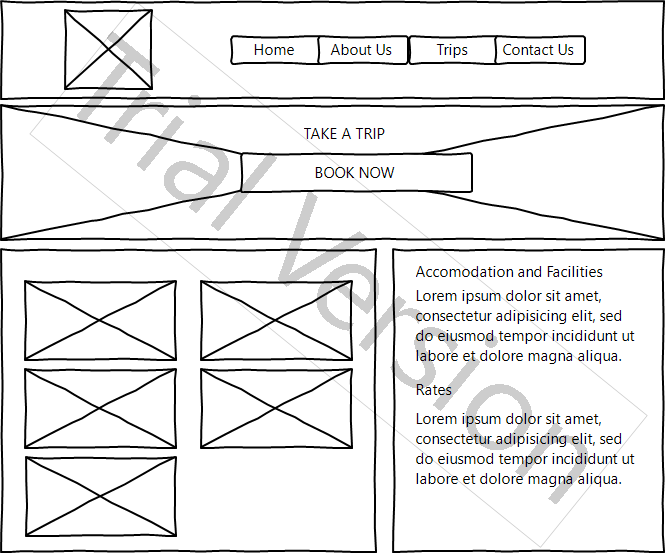 Home
About Us
Trips
Contact Us
TAKE A TRIP
BOOK NOW
Accomodation and Facilities
Lorem ipsum dolor sit amet,
consectetur adipisicing elit, sed
do eiusmod tempor incididunt ut
labore et dolore magna aliqua.
Rates
Lorem ipsum dolor sit amet,
consectetur adipisicing elit, sed
do eiusmod tempor incididunt ut
labore et dolore magna aliqua.
Trial Version